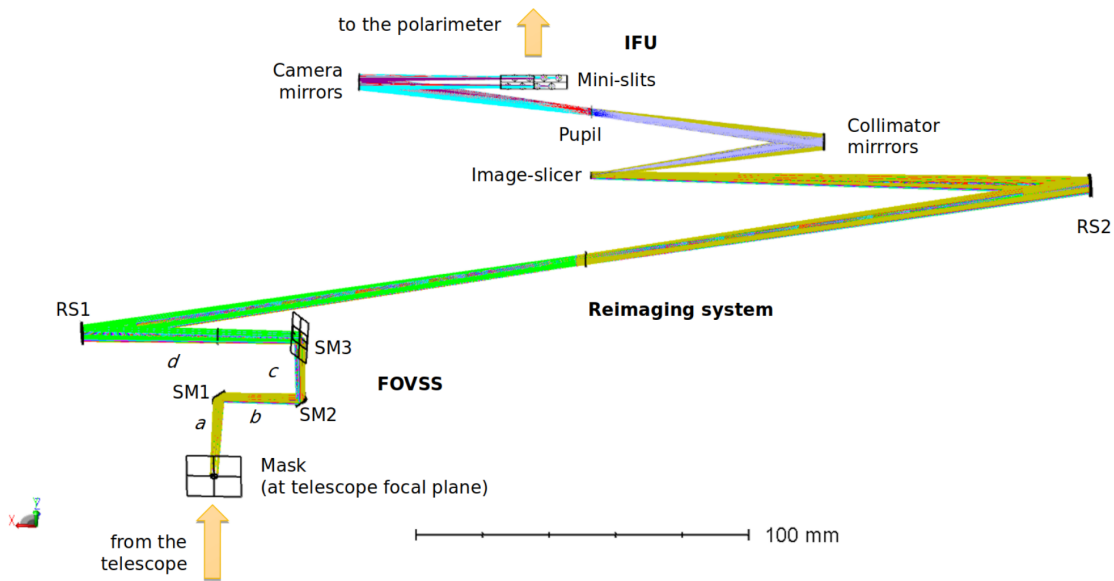 to the polarimeter
IFU
Camera
mirrors
Mini-slits
Pupil
Collimator
mirrrors
Image-slicer
RS2
RS1
Reimaging system
SM3
d
c
FOVSS
SM1
a
b
SM2
Mask
(at telescope focal plane)
X
100 mm
from the
telescope